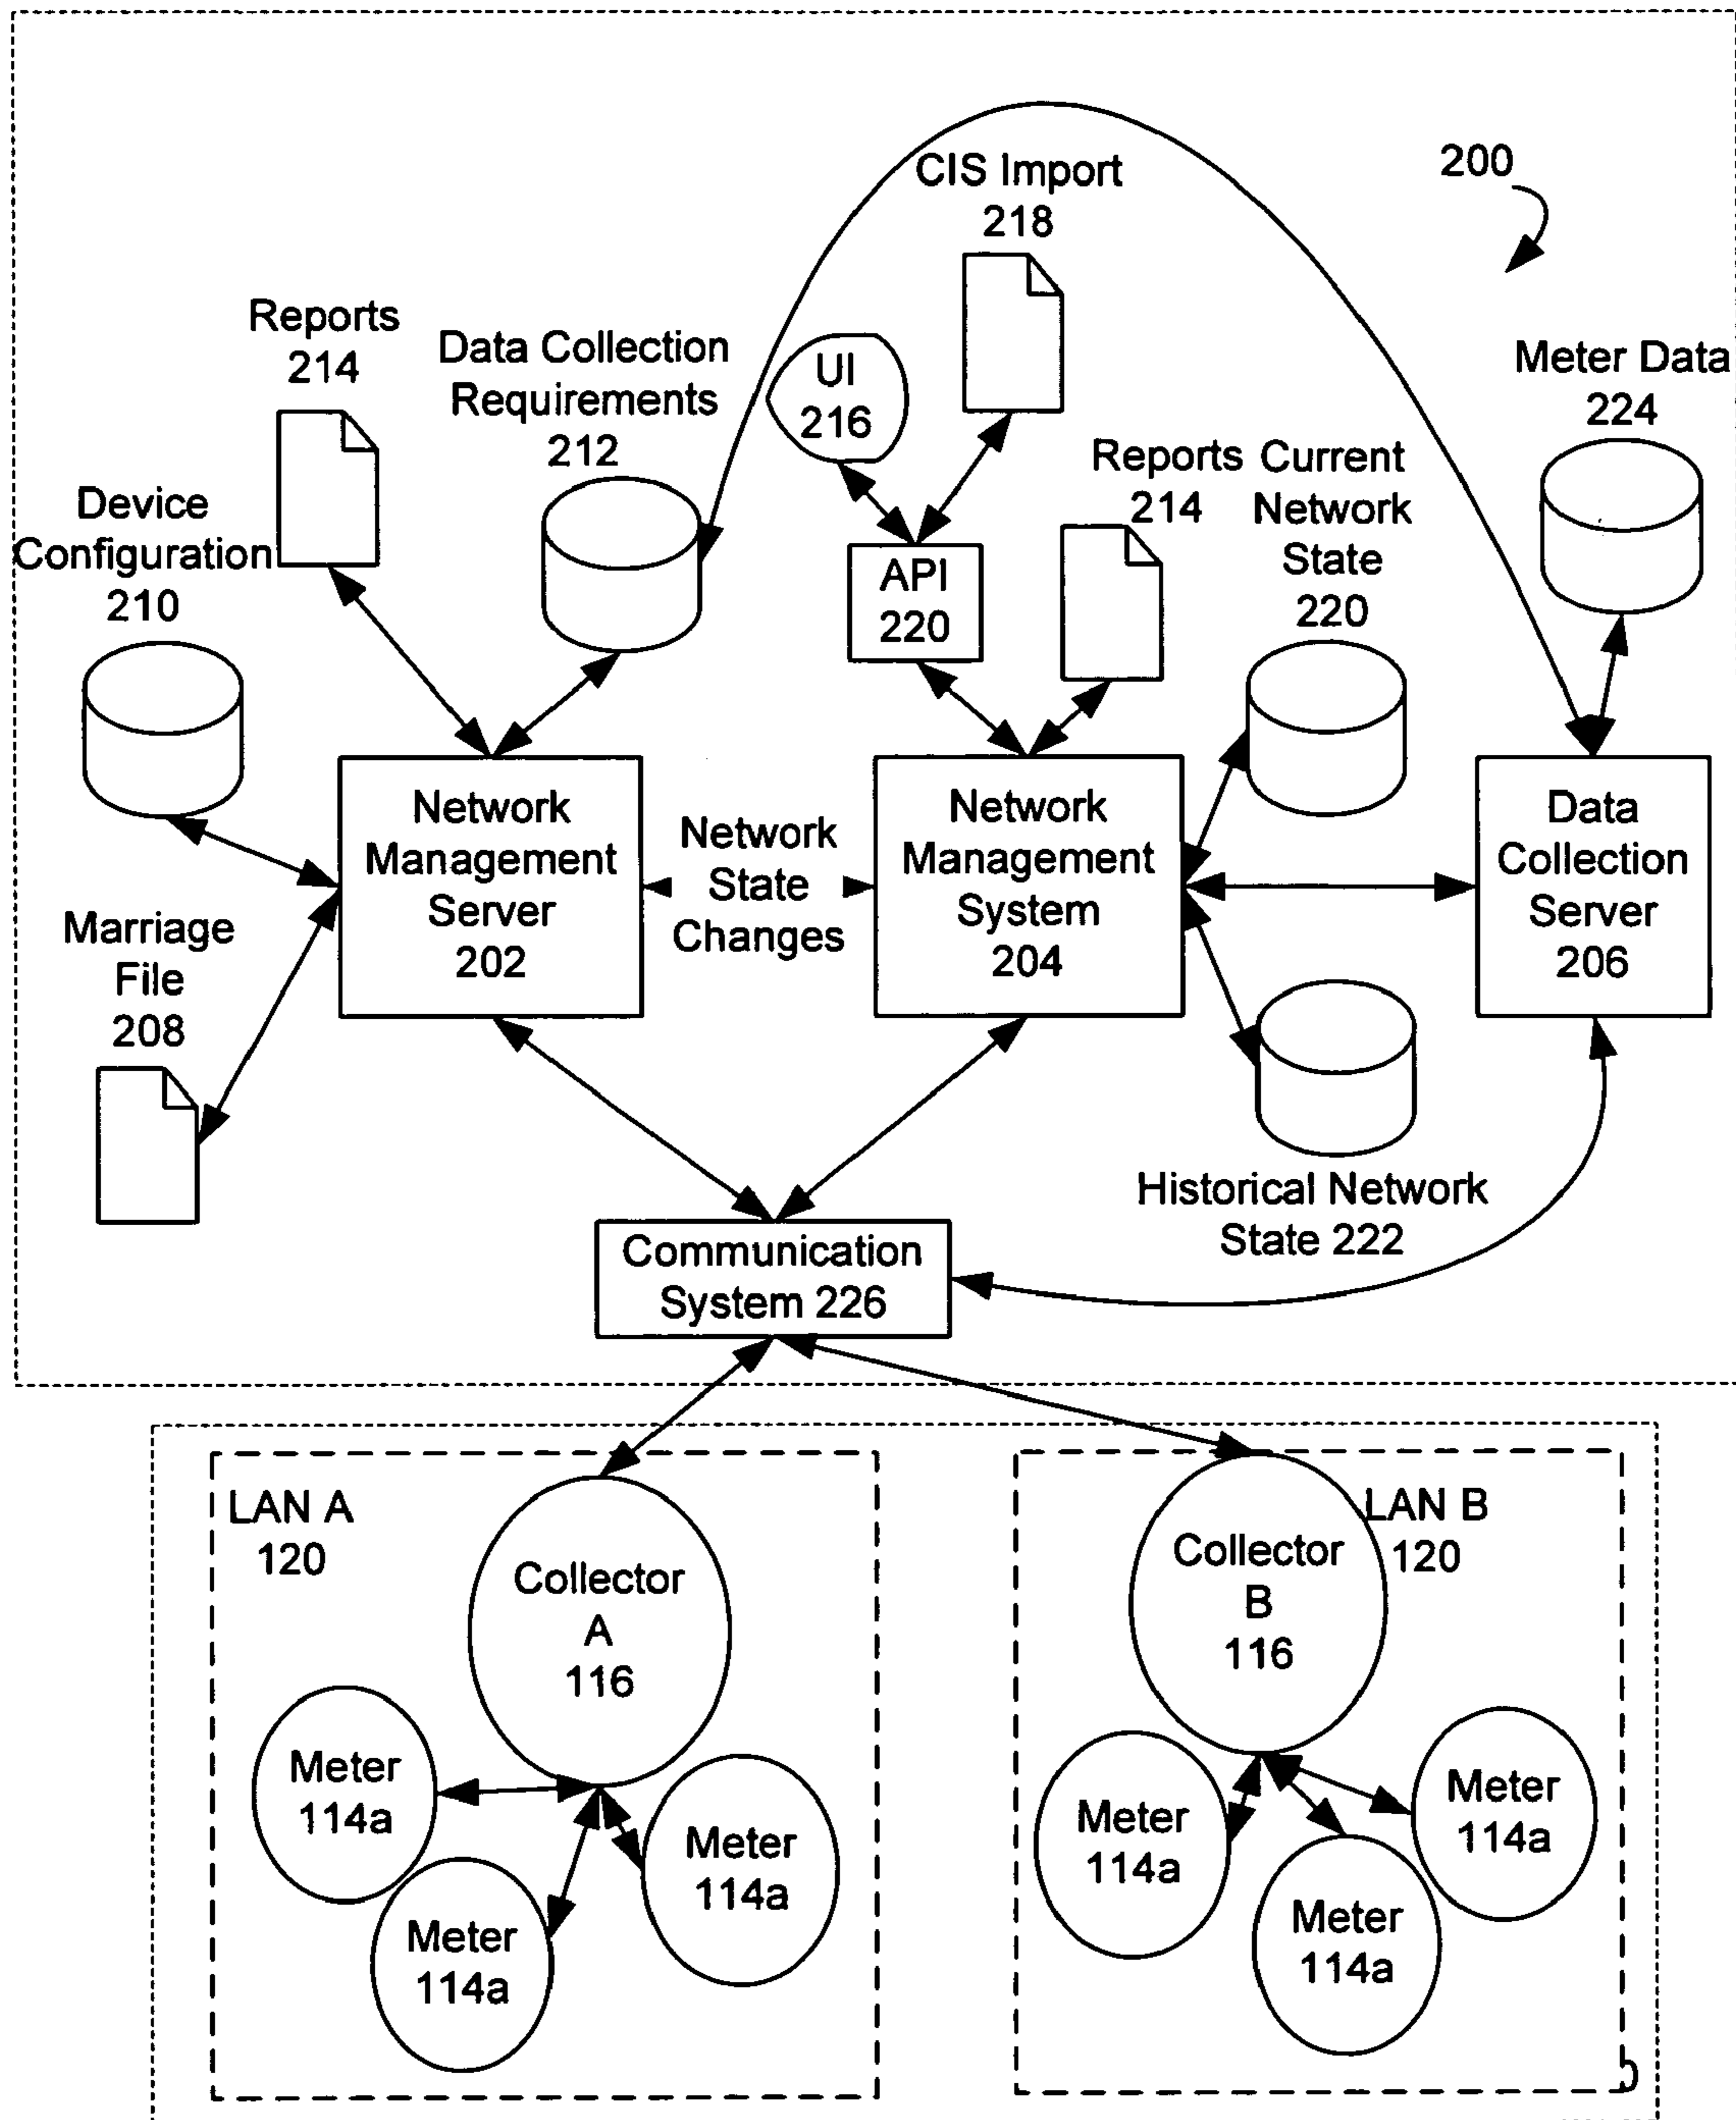 200
CIS Import
218
Reports
214
Data Collection
Requirements
212
UI
216
Meter Data
224
Device
Configuration
210
Reports
214
Current
Network
State
220
API
220
Network
Management
Server
202
Network
State
Changes
Network
Management
System
204
Data
Collection
Server
206
Marriage
File
208
Historical Network
State 222
Communication
System 226
LAN A
120
Collector
A
116
Meter
114a
Meter
114a
Meter
114a
LAN B
120
Collector
B
116
Meter
114a
Meter
114a
Meter
114a